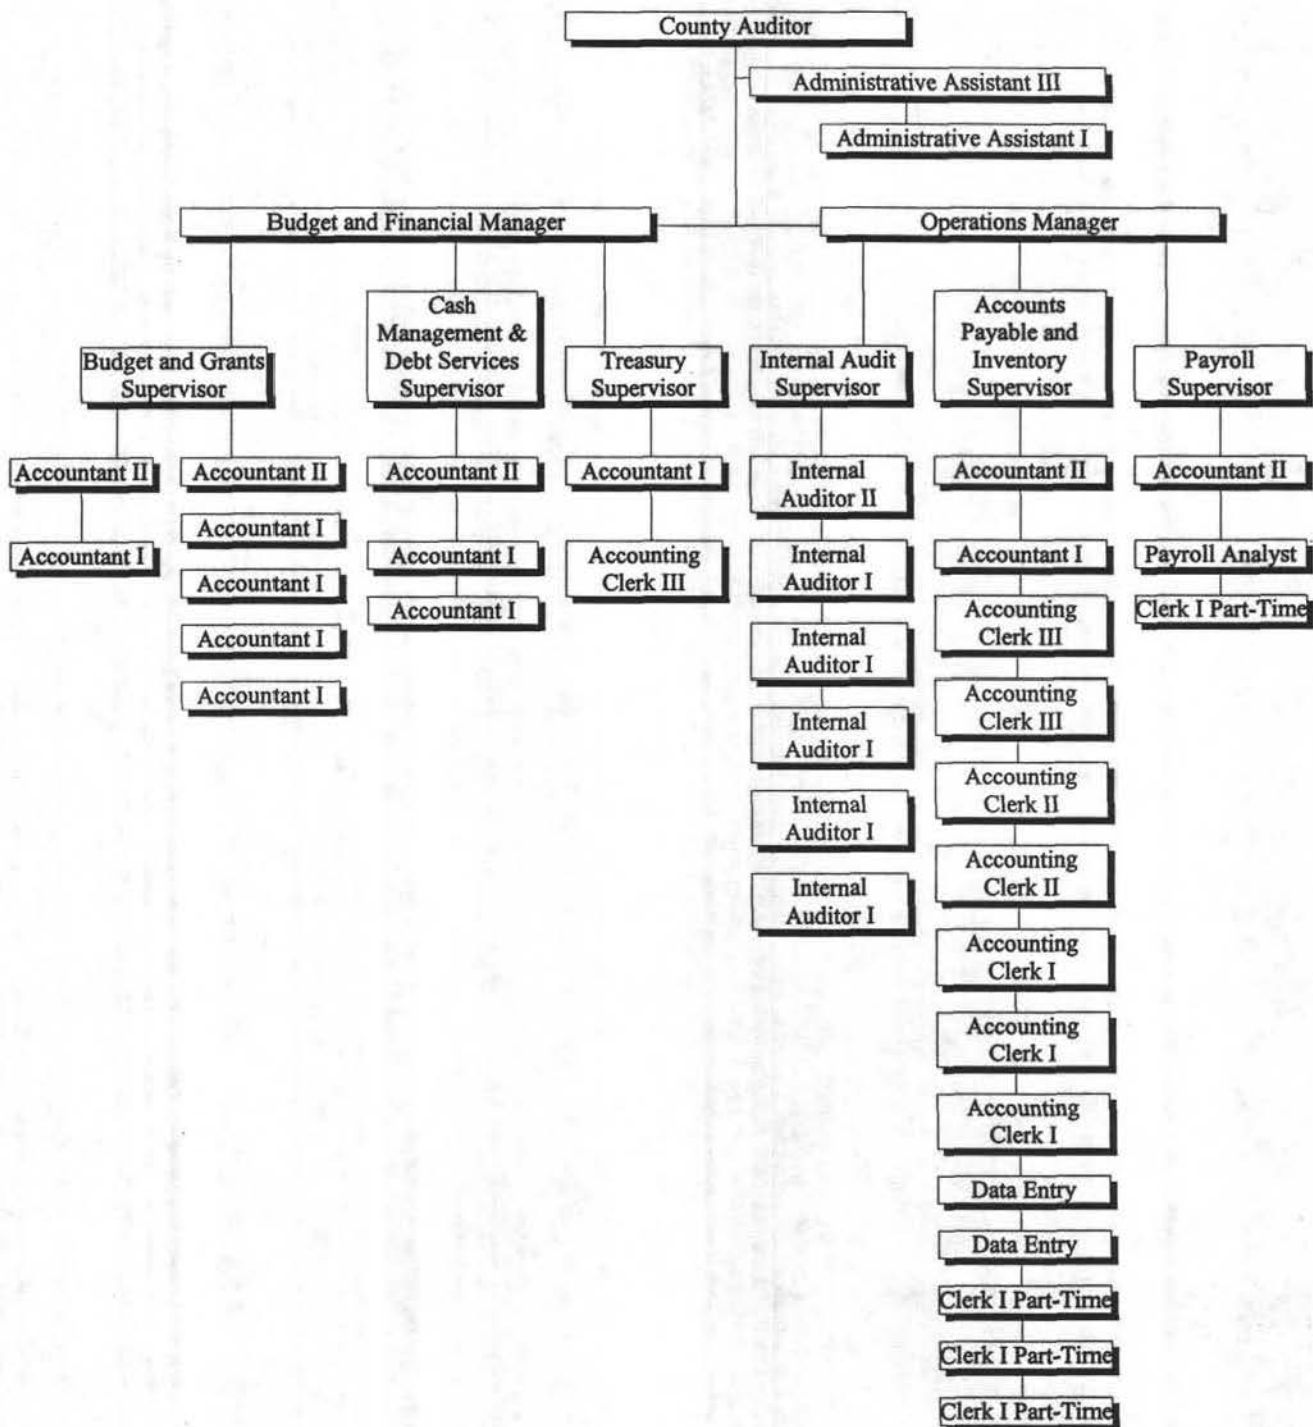 County Auditor
Administrative Assistant III
Administrative Assistant I
Budget and Financial Manager
Operations Manager
Budget and Grants
Supervisor
Cash
Management &
Debt Services
Supervisor
Treasury
Supervisor
Internal Audit
Supervisor
Accounts
Payable and
Inventory
Supervisor
Payroll
Supervisor
Accountant II
Accountant I
Accountant II
Accountant I
Accountant I
Accountant I
Accountant I
Accountant II
Accountant I
Accountant I
Accountant I
Accounting
Clerk III
Internal
Auditor II
Internal
Auditor I
Internal
Auditor I
Internal
Auditor I
Internal
Auditor I
Internal
Auditor I
Accountant II
Accountant I
Accounting
Clerk III
Accounting
Clerk III
Accounting
Clerk II
Accounting
Clerk II
Accounting
Clerk I
Accounting
Clerk I
Accounting
Clerk I
Data Entry
Data Entry
Clerk I Part-Time
Clerk I Part-Time
Clerk I Part-Time
Accountant II
Payroll Analyst
Clerk I Part-Time